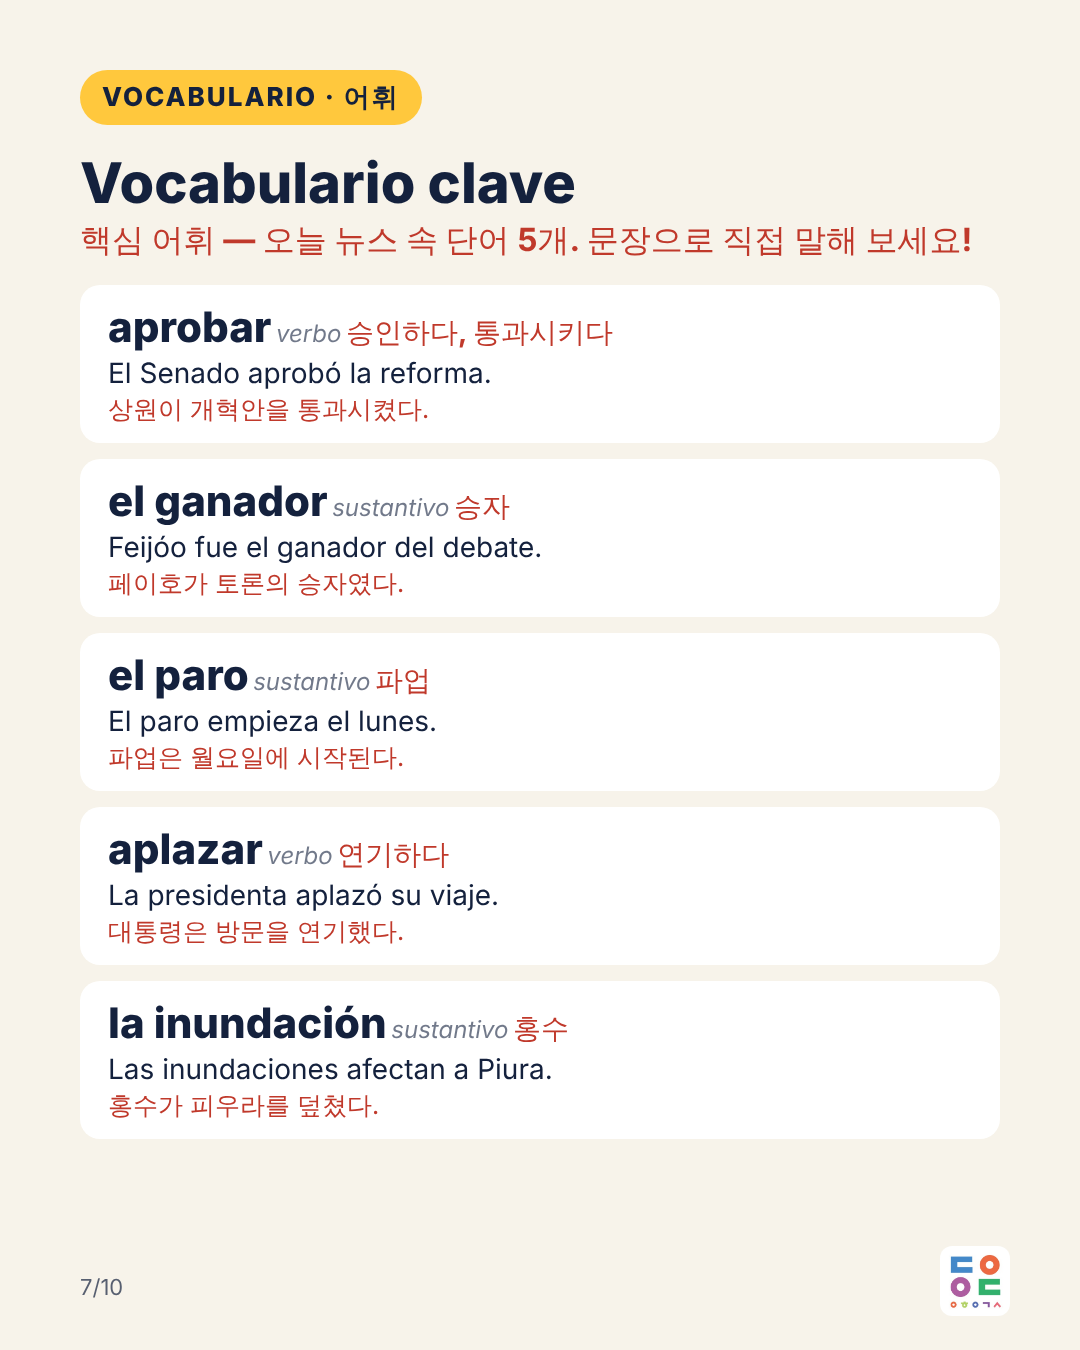 VOCABULARIO · 어휘
Vocabulario clave
핵심 어휘 — 오늘 뉴스 속 단어 5개. 문장으로 직접 말해 보세요!
aprobar verbo 승인하다, 통과시키다
El Senado aprobó la reforma.
상원이 개혁안을 통과시켰다.
el ganador sustantivo 승자
Feijóo fue el ganador del debate.
페이호가 토론의 승자였다.
el paro sustantivo 파업
El paro empieza el lunes.
파업은 월요일에 시작된다.
aplazar verbo 연기하다
La presidenta aplazó su viaje.
대통령은 방문을 연기했다.
la inundación sustantivo 홍수
Las inundaciones afectan a Piura.
홍수가 피우라를 덮쳤다.
7/10
ㄷㅇ
ㅇㄷ
ㅇㅎㅇㄱㅅ